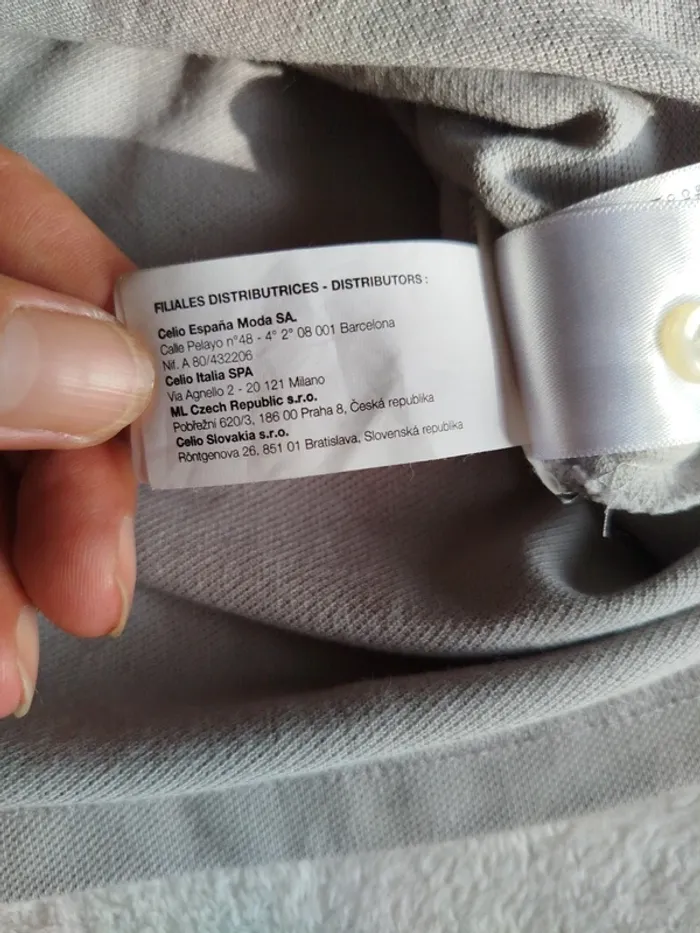 FILIALES DISTRIBUTRICES - DISTRIBUTORS :
Celio España Moda SA.
Calle Pelayo n°48 - 4° 2° 08 001 Barcelona
Nif. A 80/432206
Celio Italia SPA
Via Agnello 2 - 20 121 Milano
ML Czech Republic s.r.o.
Pobřežní 620/3, 186 00 Praha 8, Česká republika
Celio Slovakia s.r.o.
Röntgenova 26, 851 01 Bratislava, Slovenská republika